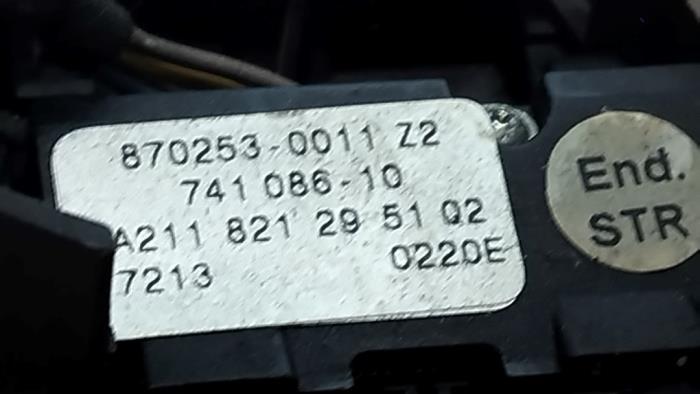 870253-0011 Z2
741 086-10
A211 821 29 51 Q2
7213 0220E
End.
STR